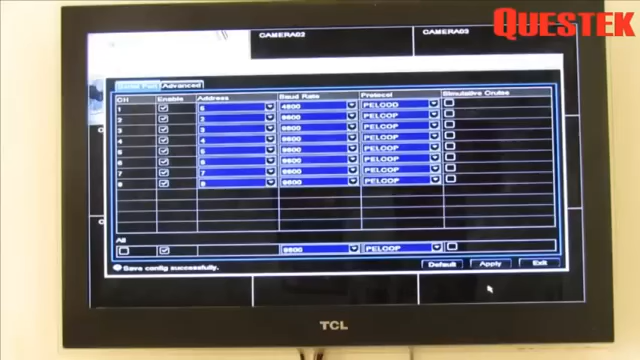 QUESTEK
CAMERA02
CAMERA03
Serial Port Advanced
CH Enable Address Baud Rate Protocol Simulative Cruise
1 6 4800 PELCOD
2 2 9600 PELCOP
3 3 9600 PELCOP
4 4 9600 PELCOP
5 5 9600 PELCOP
6 6 9600 PELCOP
7 7 9600 PELCOP
8 8 9600 PELCOP
All
9600 PELCOP
Save config successfully.
Default Apply Exit
TCL